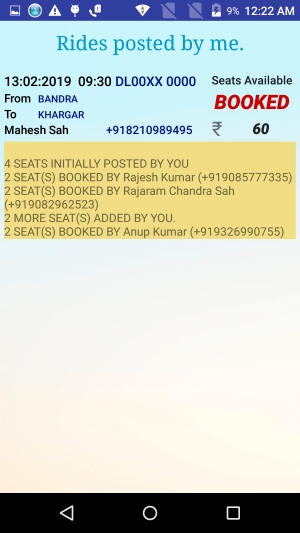 9% 12:22 AM
Rides posted by me.
13:02:2019 09:30 DL00XX 0000 Seats Available
From BANDRA BOOKED
To KHARGAR
Mahesh Sah +918210989495 ₹ 60
4 SEATS INITIALLY POSTED BY YOU
2 SEAT(S) BOOKED BY Rajesh Kumar (+919085777335)
2 SEAT(S) BOOKED BY Rajaram Chandra Sah
(+919082962523)
2 MORE SEAT(S) ADDED BY YOU.
2 SEAT(S) BOOKED BY Anup Kumar (+919326990755)